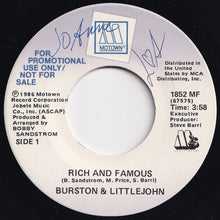 JoAnne
MOTOWN
FOR
PROMOTIONAL
USE ONLY/
NOT FOR
SALE
Distributed in the
United States by MCA
Distributing, Inc.
℗ 1986 Motown
Record Corporation
Jobete Music Co.,
Inc. (ASCAP)
Produced &
Arranged by
BOBBY
SANDSTROM
SIDE 1
1852 MF
(67575)
Time: 3:58
Executive
Producer:
Steve Barri
RICH AND FAMOUS
(B. Sandstrom, M. Price, S. Barri)
BURSTON & LITTLEJOHN